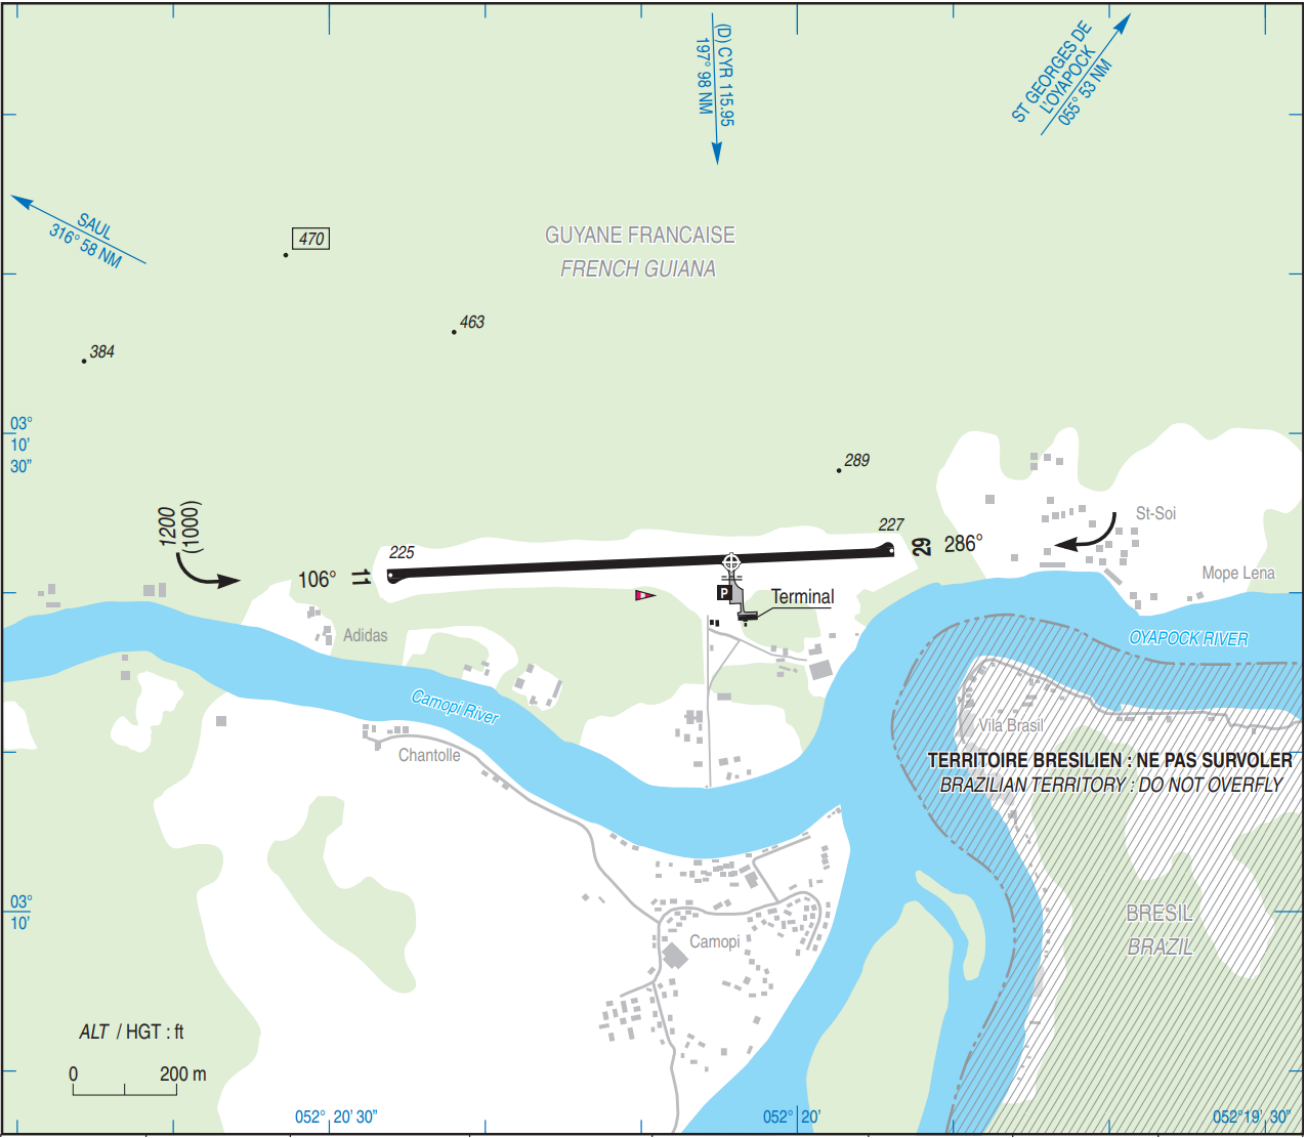 (D) CYR 115.95
197° 98 NM
ST GEORGES DE
L'OYAPOCK
055° 53 NM
SAUL
316° 58 NM
470
GUYANE FRANCAISE
FRENCH GUIANA
463
384
03°
10'
30"
289
1200
(1000)
225
227
29
286°
St-Soi
106°
11
P
Terminal
Mope Lena
Adidas
OYAPOCK RIVER
Camopi River
Chantolle
Vila Brasil
TERRITOIRE BRESILIEN : NE PAS SURVOLER
BRAZILIAN TERRITORY : DO NOT OVERFLY
03°
10'
BRESIL
BRAZIL
Camopi
ALT / HGT : ft
0 200 m
052° 20' 30"
052° 20'
052°19' 30"